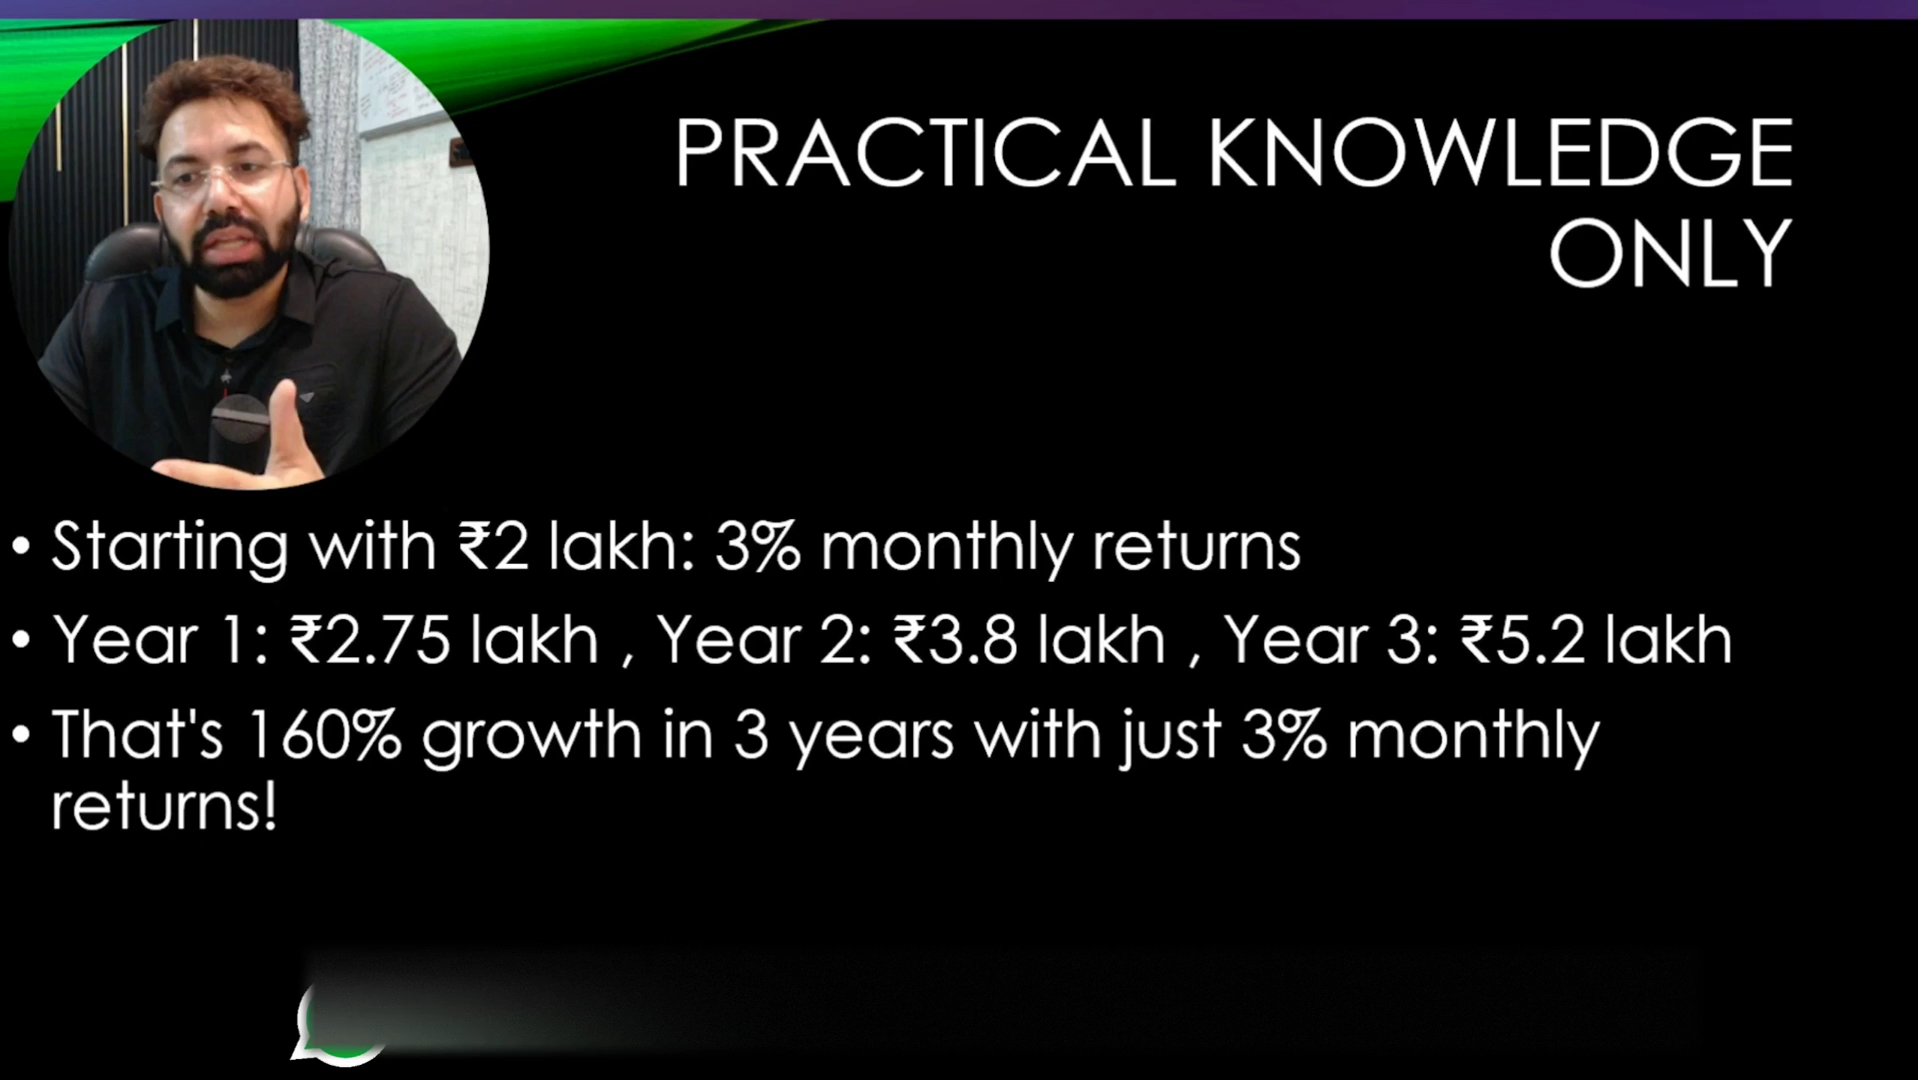 PRACTICAL KNOWLEDGE
ONLY
• Starting with ₹2 lakh: 3% monthly returns
• Year 1: ₹2.75 lakh , Year 2: ₹3.8 lakh , Year 3: ₹5.2 lakh
• That's 160% growth in 3 years with just 3% monthly
returns!